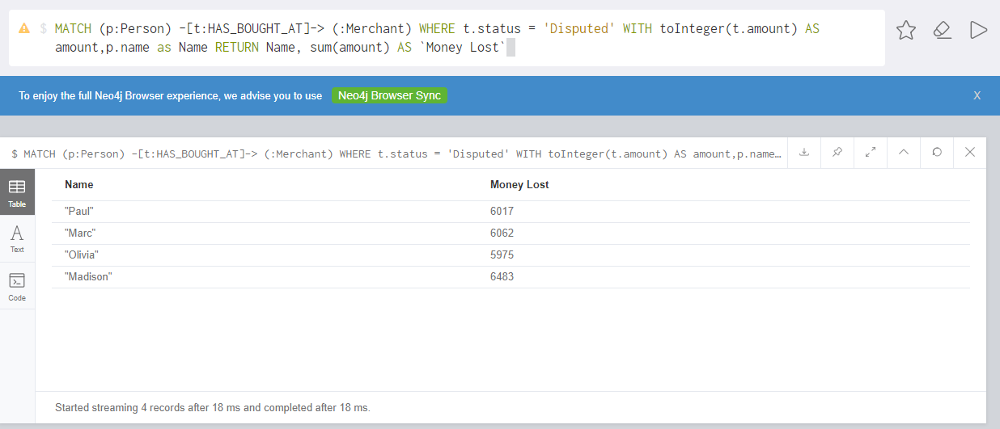 $ MATCH (p:Person) -[t:HAS_BOUGHT_AT]-> (:Merchant) WHERE t.status = 'Disputed' WITH toInteger(t.amount) AS
amount,p.name as Name RETURN Name, sum(amount) AS `Money Lost`
To enjoy the full Neo4j Browser experience, we advise you to use Neo4j Browser Sync X
$ MATCH (p:Person) -[t:HAS_BOUGHT_AT]-> (:Merchant) WHERE t.status = 'Disputed' WITH toInteger(t.amount) AS amount,p.name…
Table
Text
Code
Name Money Lost
"Paul" 6017
"Marc" 6062
"Olivia" 5975
"Madison" 6483
Started streaming 4 records after 18 ms and completed after 18 ms.